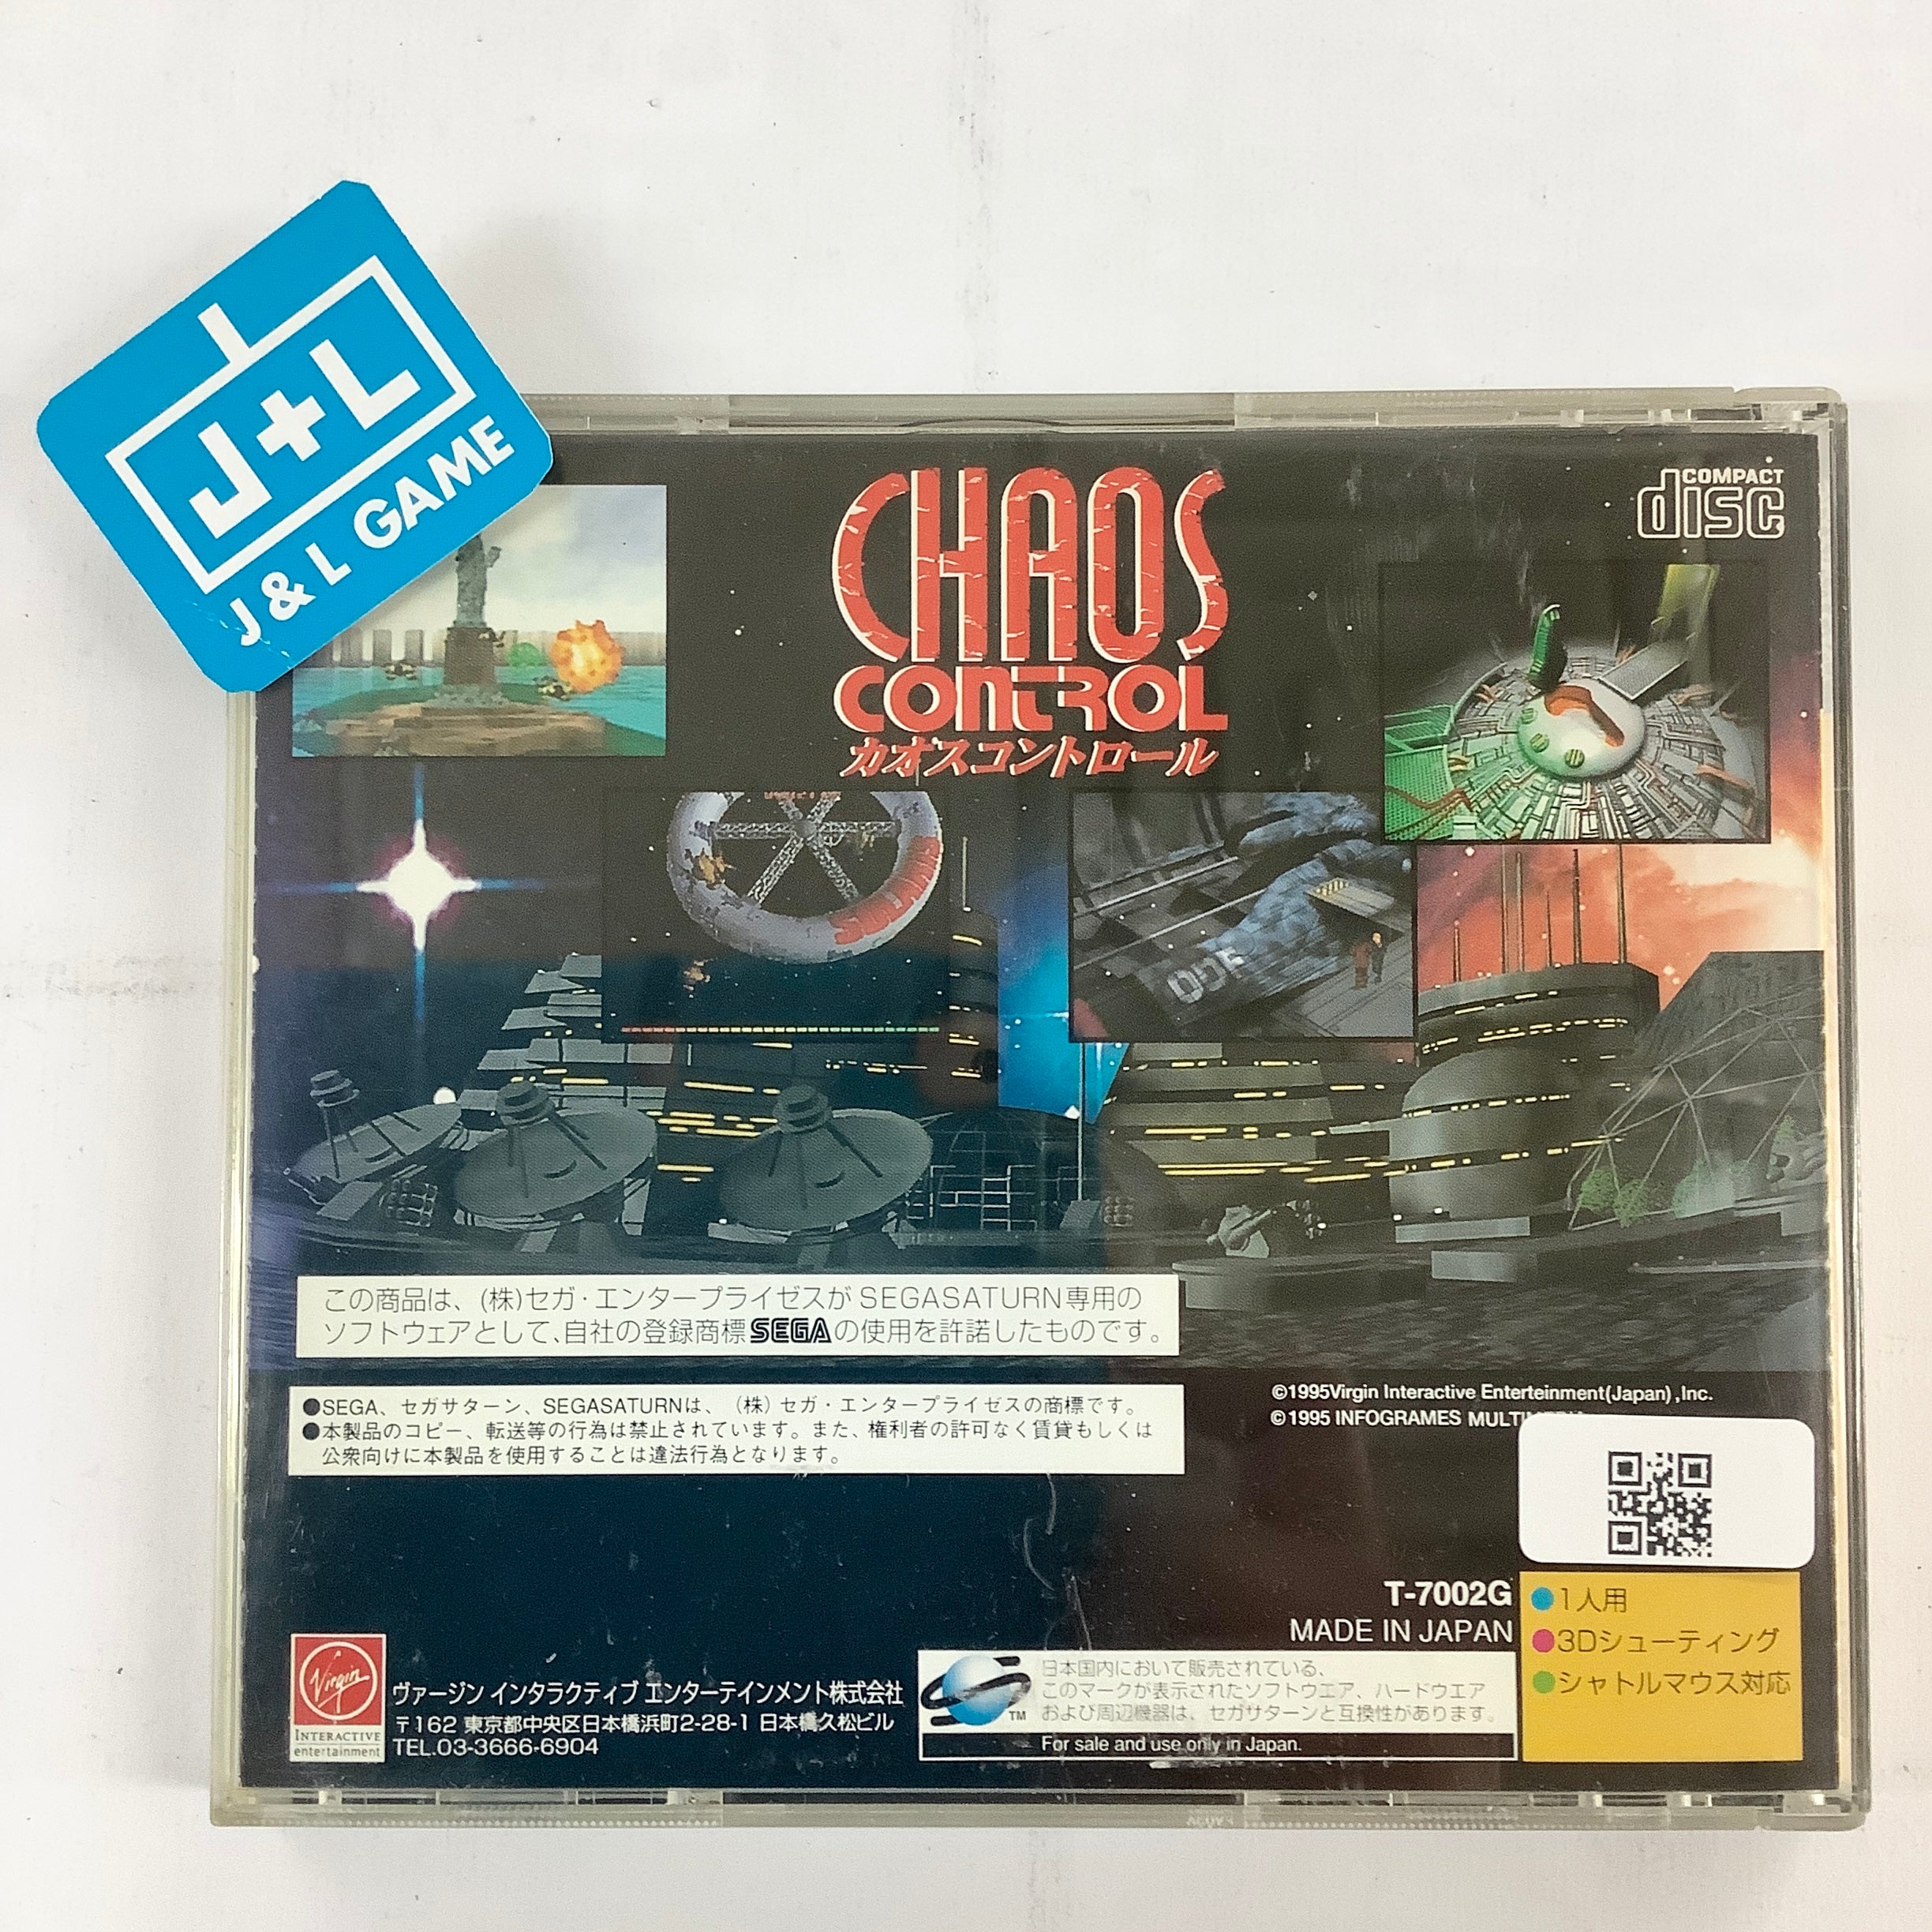 J+L
J & L GAME
CHAOS
CONTROL
カオスコントロール
COMPACT
disc
ODF
この商品は、(株)セガ・エンタープライゼスが SEGASATURN専用の
ソフトウェアとして、自社の登録商標SEGAの使用を許諾したものです。
●SEGA、セガサターン、SEGASATURNは、(株)セガ・エンタープライゼスの商標です。
●本製品のコピー、転送等の行為は禁止されています。また、権利者の許可なく賃貸もしくは
公衆向けに本製品を使用することは違法行為となります。
©1995Virgin Interactive Enterteinment(Japan),Inc.
©1995 INFOGRAMES
T-7002G
MADE IN JAPAN
●1人用
●3Dシューティング
●シャトルマウス対応
Virgin
INTERACTIVE
entertainment
ヴァージン インタラクティブ エンターテインメント株式会社
〒162 東京都中央区日本橋浜町2-28-1 日本橋久松ビル
TEL.03-3666-6904
TM
日本国内において販売されている、
このマークが表示されたソフトウエア、ハードウエア
および周辺機器は、セガサターンと互換性があります。
For sale and use only in Japan.